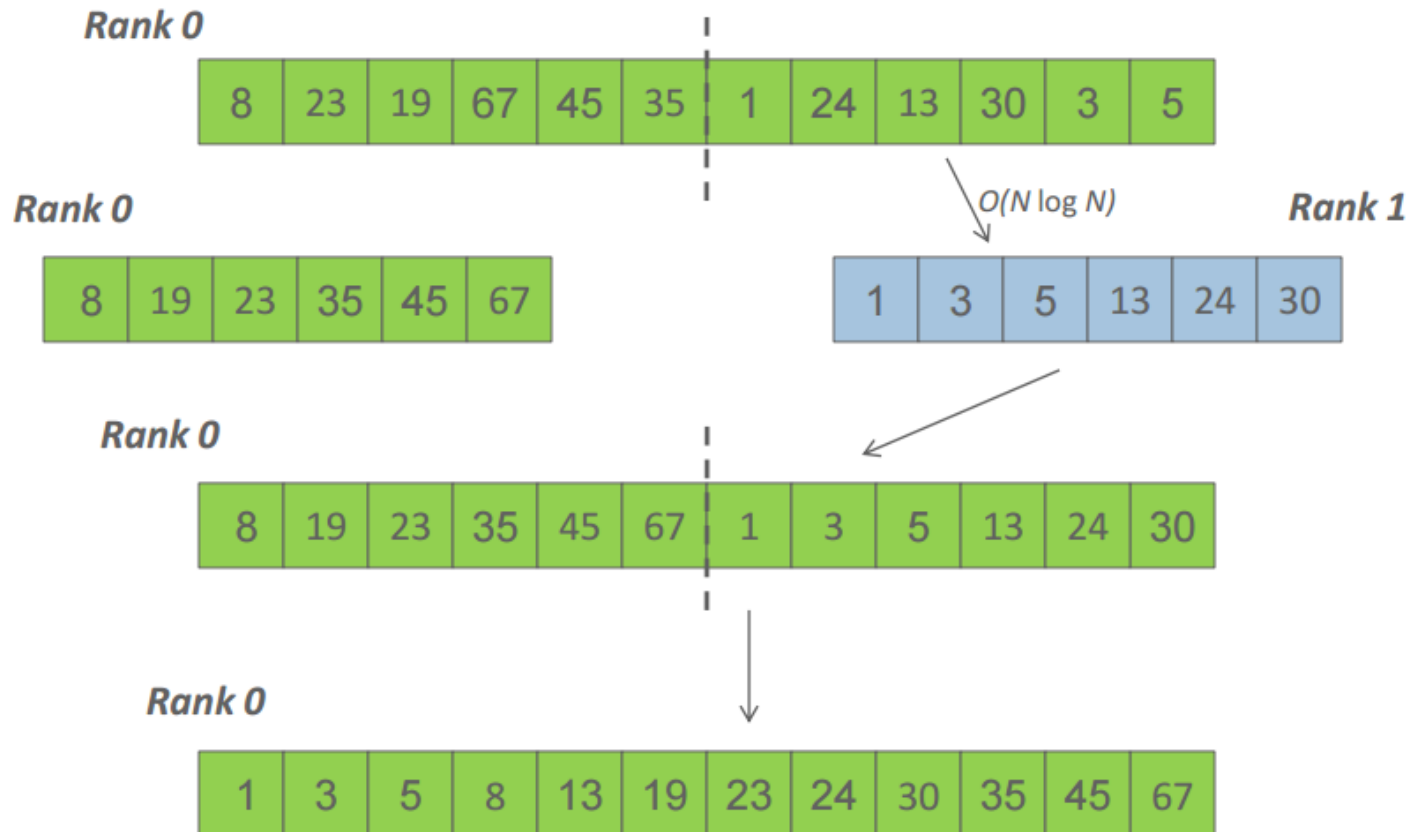 Rank 0
8 23 19 67 45 35 1 24 13 30 3 5
O(N log N)
Rank 0
Rank 1
8 19 23 35 45 67
1 3 5 13 24 30
Rank 0
8 19 23 35 45 67 1 3 5 13 24 30
Rank 0
1 3 5 8 13 19 23 24 30 35 45 67